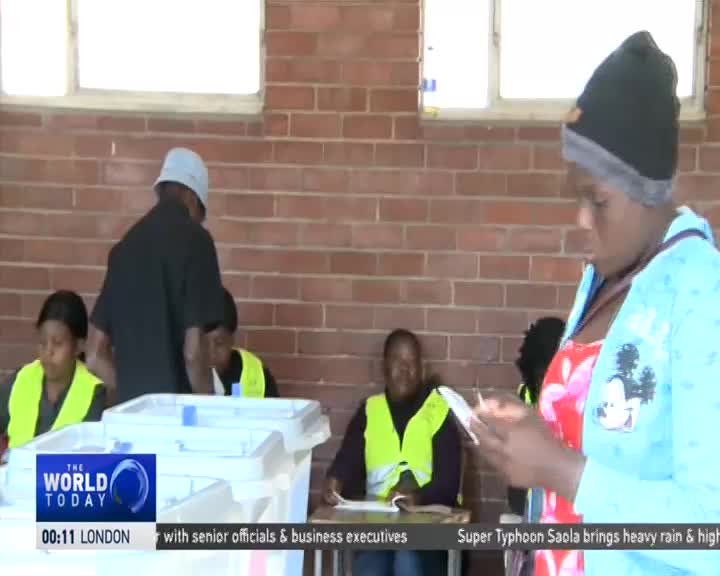 THE
WORLD
TODAY
00:11 LONDON
with senior officials & business executives Super Typhoon Saola brings heavy rain & high